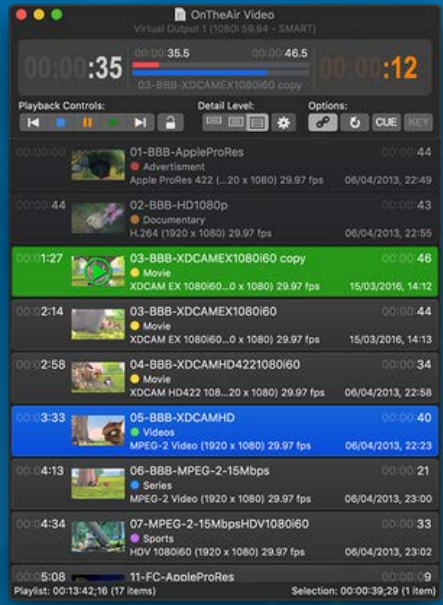 OnTheAir Video
Virtual Output 1 (1080i 59.94 - SMART)
00:00:35.5 00:00:46.5
00:00:35 00:00:12
03-BBB-XDCAMEX1080i60 copy
Playback Controls: Detail Level: Options:
CUE KEY
00:00:00 01-BBB-AppleProRes 00:00:44
Advertisment
Apple ProRes 422 (...20 x 1080) 29.97 fps 06/04/2013, 22:49
00:00:44 02-BBB-HD1080p 00:00:43
Documentary
H.264 (1920 x 1080) 29.97 fps 06/04/2013, 22:55
00:01:27 03-BBB-XDCAMEX1080i60 copy 00:00:46
Movie
XDCAM EX 1080i60...0 x 1080) 29.97 fps 15/03/2016, 14:12
00:02:14 03-BBB-XDCAMEX1080i60 00:00:44
Movie
XDCAM EX 1080i60...0 x 1080) 29.97 fps 15/03/2016, 14:13
00:02:58 04-BBB-XDCAMHD4221080i60 00:00:34
Movie
XDCAM HD422 108...20 x 1080) 29.97 fps 06/04/2013, 22:58
00:03:33 05-BBB-XDCAMHD 00:00:40
Videos
MPEG-2 Video (1920 x 1080) 29.97 fps 06/04/2013, 22:23
00:04:13 06-BBB-MPEG-2-15Mbps 00:00:21
Series
MPEG-2 Video (1920 x 1080) 29.97 fps 06/04/2013, 23:00
00:04:34 07-MPEG-2-15MbpsHDV1080i60 00:00:33
Sports
HDV 1080i60 (1920 x 1080) 29.97 fps 06/04/2013, 23:02
00:05:08 11-FC-AppleProRes 00:00:09
Playlist: 00:13:42;16 (17 items) Selection: 00:00:39;29 (1 item)